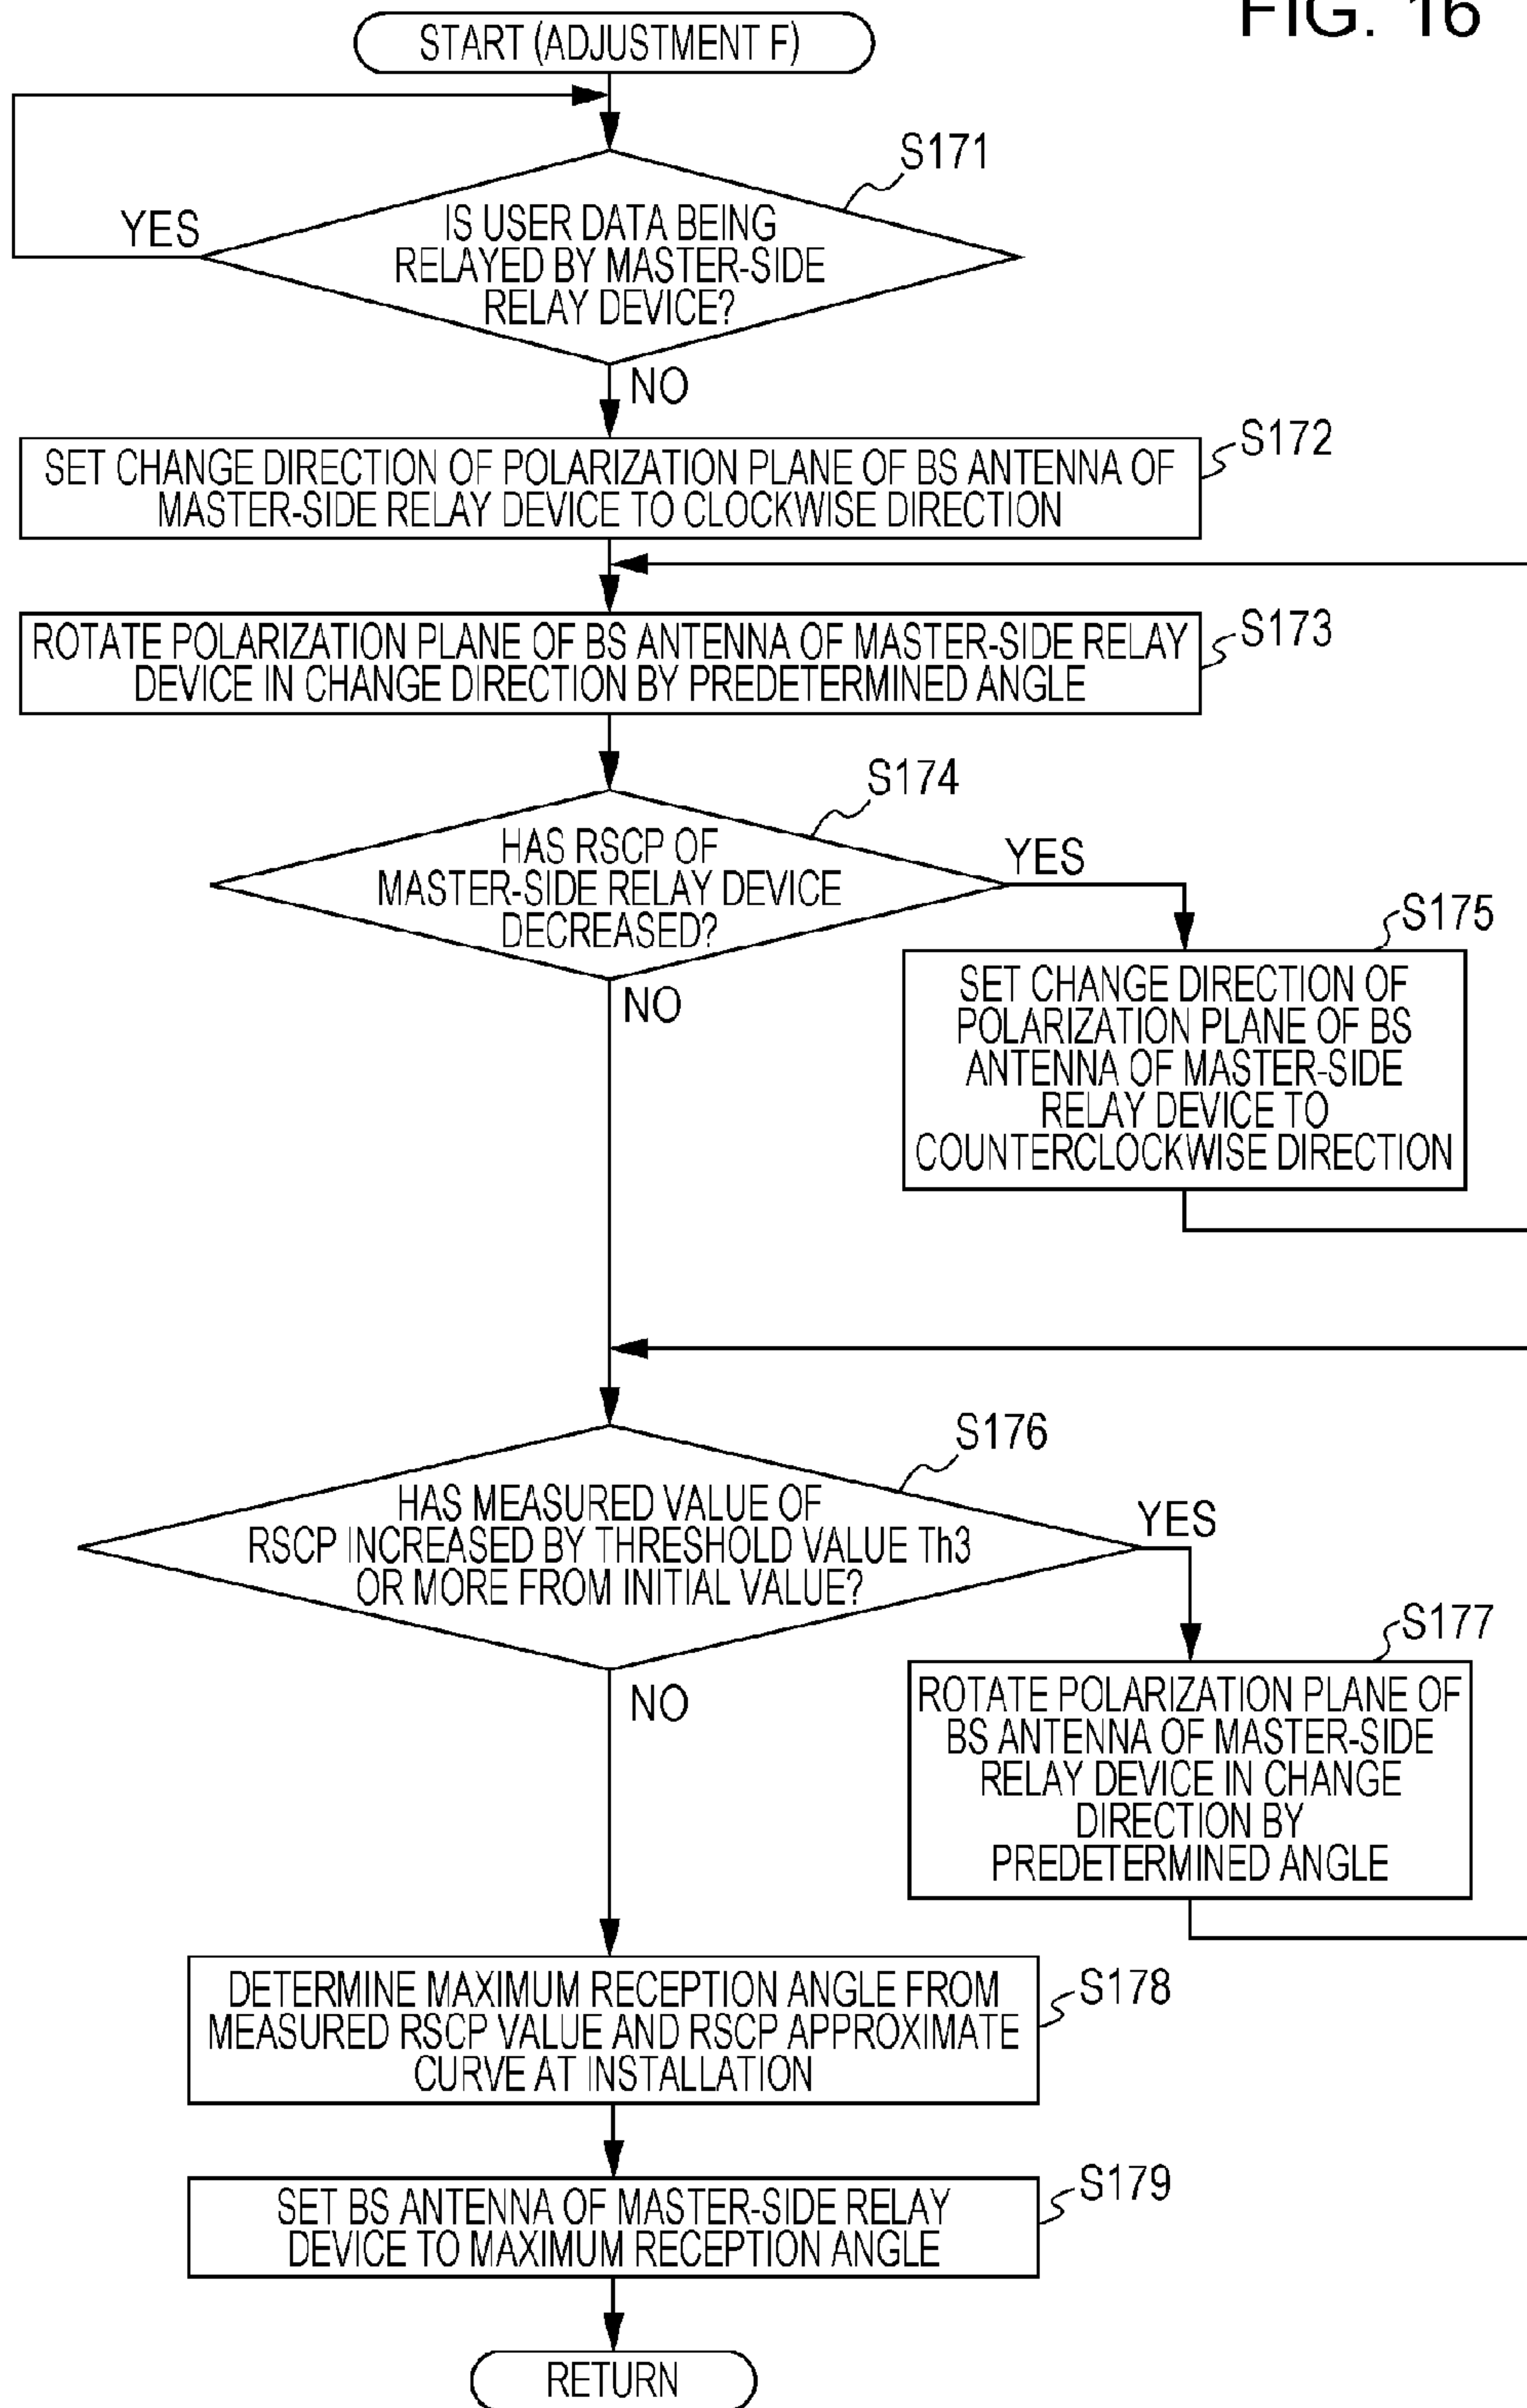 FIG. 16
START (ADJUSTMENT F)
S171
YES
IS USER DATA BEING
RELAYED BY MASTER-SIDE
RELAY DEVICE?
NO
S172
SET CHANGE DIRECTION OF POLARIZATION PLANE OF BS ANTENNA OF
MASTER-SIDE RELAY DEVICE TO CLOCKWISE DIRECTION
S173
ROTATE POLARIZATION PLANE OF BS ANTENNA OF MASTER-SIDE RELAY
DEVICE IN CHANGE DIRECTION BY PREDETERMINED ANGLE
S174
HAS RSCP OF
MASTER-SIDE RELAY DEVICE
DECREASED?
YES
NO
S175
SET CHANGE DIRECTION OF
POLARIZATION PLANE OF BS
ANTENNA OF MASTER-SIDE
RELAY DEVICE TO
COUNTERCLOCKWISE DIRECTION
S176
HAS MEASURED VALUE OF
RSCP INCREASED BY THRESHOLD VALUE Th3
OR MORE FROM INITIAL VALUE?
YES
NO
S177
ROTATE POLARIZATION PLANE OF
BS ANTENNA OF MASTER-SIDE
RELAY DEVICE IN CHANGE
DIRECTION BY
PREDETERMINED ANGLE
S178
DETERMINE MAXIMUM RECEPTION ANGLE FROM
MEASURED RSCP VALUE AND RSCP APPROXIMATE
CURVE AT INSTALLATION
S179
SET BS ANTENNA OF MASTER-SIDE RELAY
DEVICE TO MAXIMUM RECEPTION ANGLE
RETURN